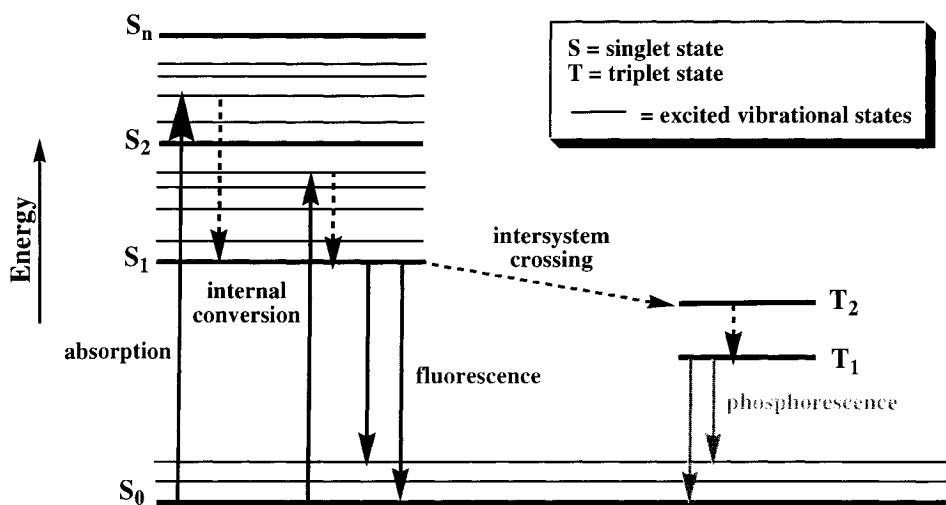 Sn
S = singlet state
T = triplet state
= excited vibrational states
S2
Energy
S1
intersystem
crossing
internal
conversion
T2
absorption
T1
fluorescence
phosphorescence
S0